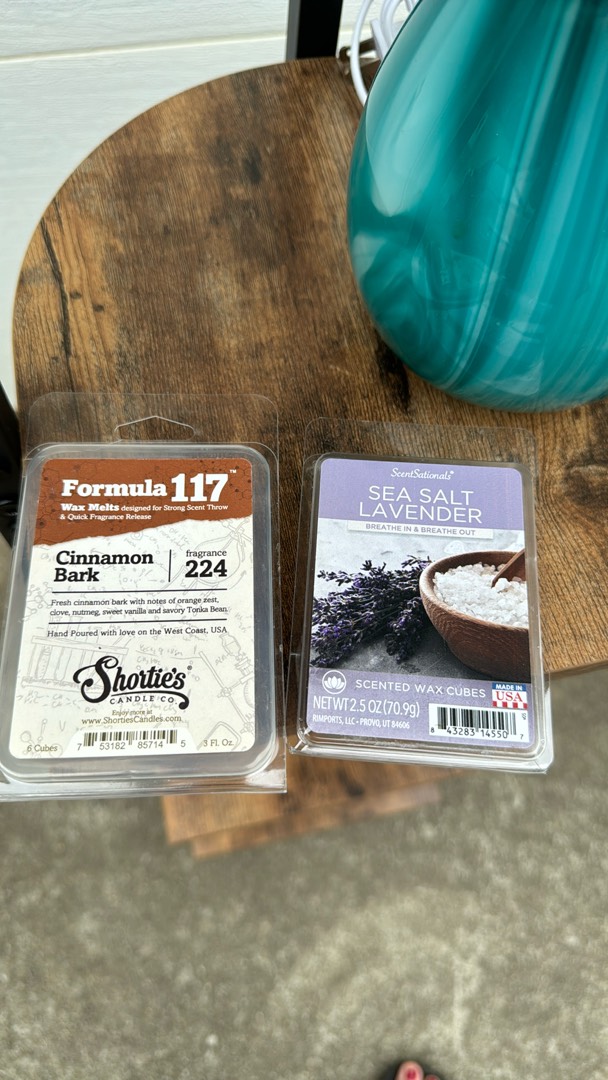 Formula 117™
Wax Melts designed for Strong Scent Throw
& Quick Fragrance Release
Cinnamon
Bark
fragrance
224
Fresh cinnamon bark with notes of orange zest,
clove, nutmeg, sweet vanilla and savory Tonka Bean
Hand Poured with love on the West Coast, USA
Shortie's®
CANDLE CO.
Enjoy more at
www.ShortiesCandles.com
6 Cubes
7 53182 85714 5
3 Fl. Oz.
ScentSationals®
SEA SALT
LAVENDER
BREATHE IN & BREATHE OUT
SCENTED WAX CUBES
MADE IN
USA
NET WT 2.5 OZ (70.9g)
RIMPORTS, LLC • PROVO, UT 84606
8 43283 14550 7